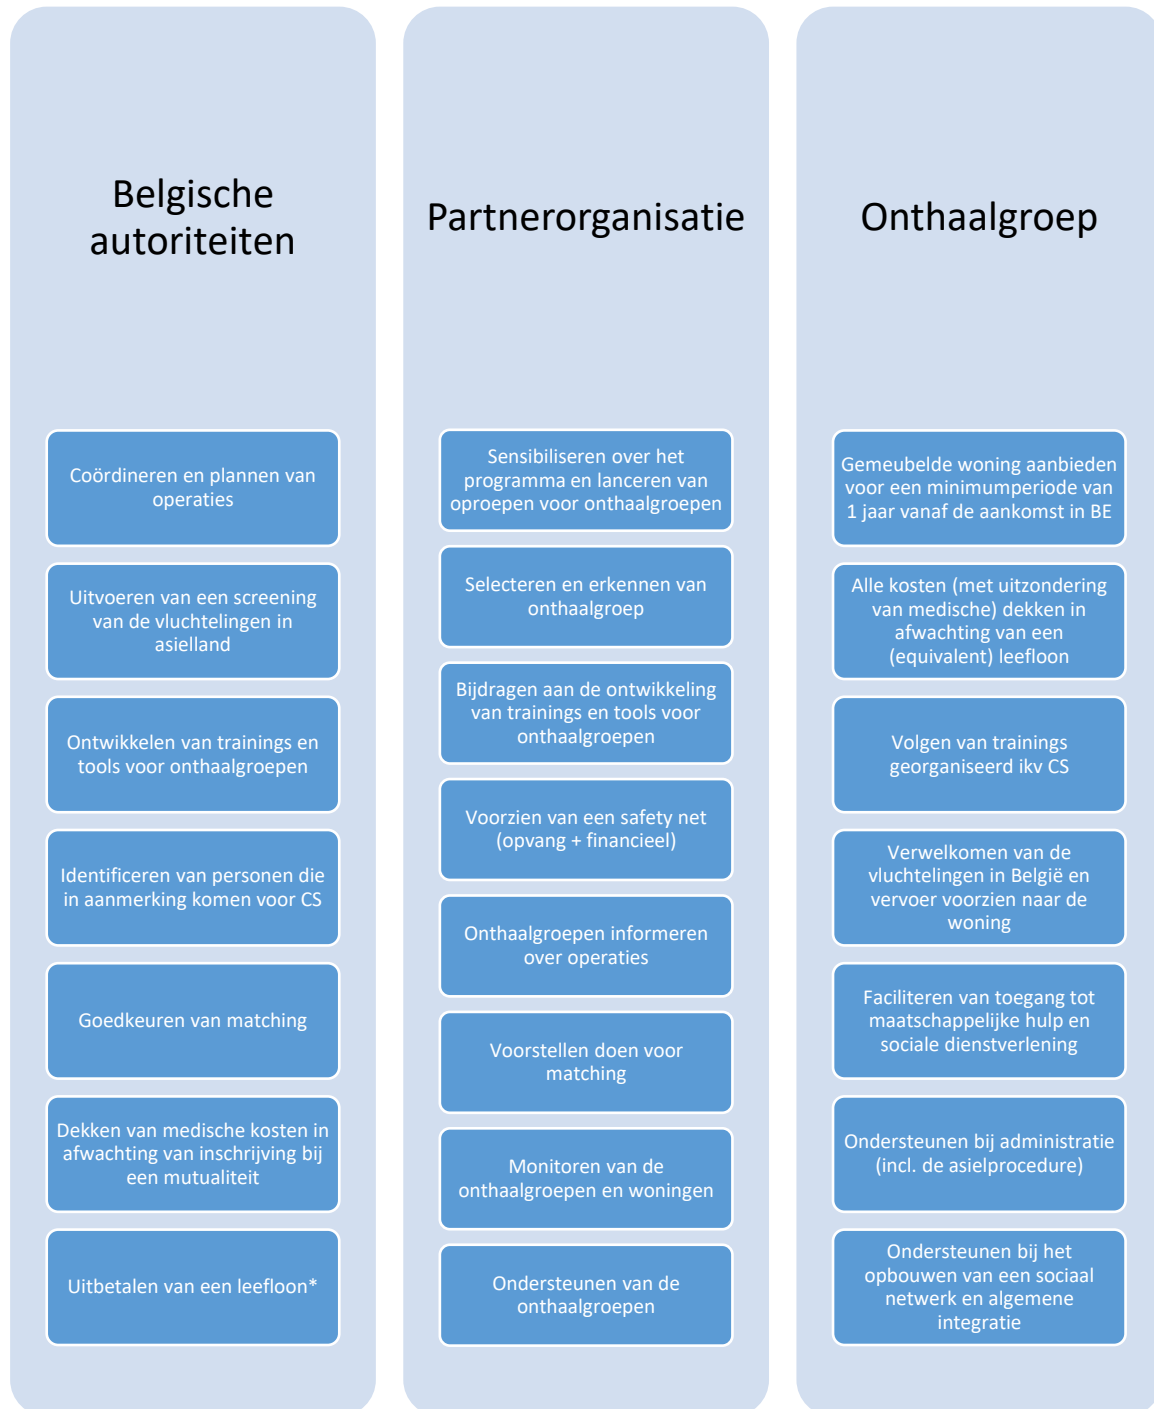 Belgische
autoriteiten
Coördineren en plannen van
operaties
Uitvoeren van een screening
van de vluchtelingen in
asielland
Ontwikkelen van trainings en
tools voor onthaalgroepen
Identificeren van personen die
in aanmerking komen voor CS
Goedkeuren van matching
Dekken van medische kosten in
afwachting van inschrijving bij
een mutualiteit
Uitbetalen van een leefloon*
Partnerorganisatie
Sensibiliseren over het
programma en lanceren van
oproepen voor onthaalgroepen
Selecteren en erkennen van
onthaalgroep
Bijdragen aan de ontwikkeling
van trainings en tools voor
onthaalgroepen
Voorzien van een safety net
(opvang + financieel)
Onthaalgroepen informeren
over operaties
Voorstellen doen voor
matching
Monitoren van de
onthaalgroepen en woningen
Ondersteunen van de
onthaalgroepen
Onthaalgroep
Gemeubelde woning aanbieden
voor een minimumperiode van
1 jaar vanaf de aankomst in BE
Alle kosten (met uitzondering
van medische) dekken in
afwachting van een
(equivalent) leefloon
Volgen van trainings
georganiseerd ikv CS
Verwelkomen van de
vluchtelingen in België en
vervoer voorzien naar de
woning
Faciliteren van toegang tot
maatschappelijke hulp en
sociale dienstverlening
Ondersteunen bij administratie
(incl. de asielprocedure)
Ondersteunen bij het
opbouwen van een sociaal
netwerk en algemene
integratie